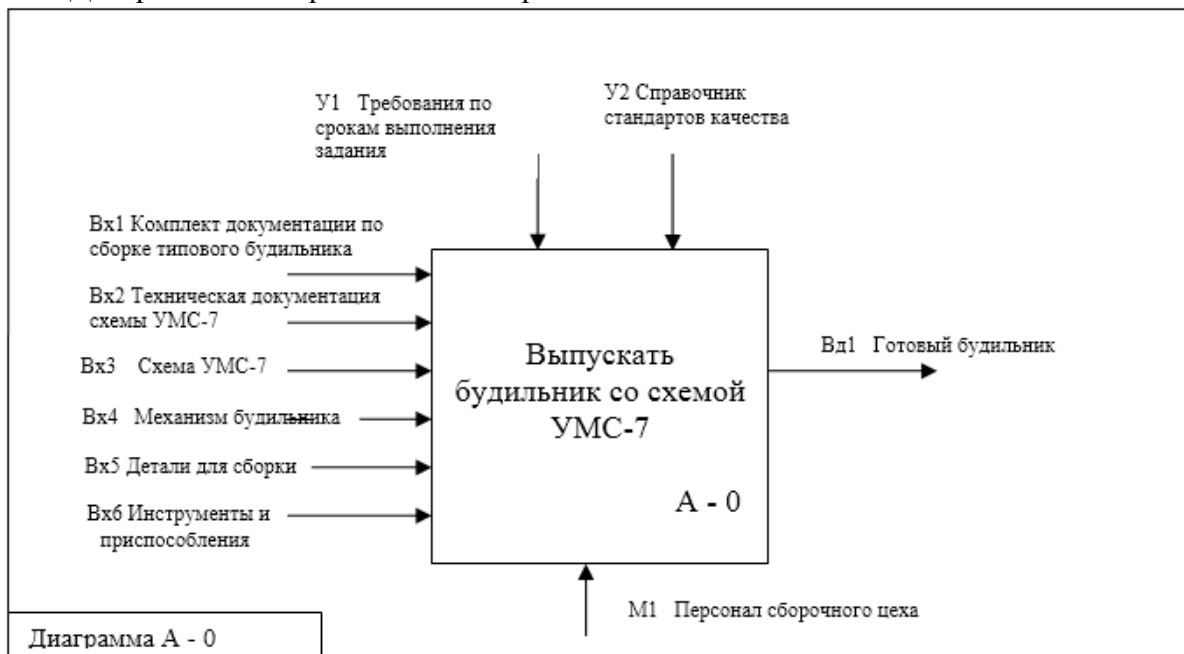 У1 Требования по
срокам выполнения
задания
У2 Справочник
стандартов качества
Вх1 Комплект документации по
сборке типового будильника
Вх2 Техническая документация
схемы УМС-7
Вх3 Схема УМС-7
Вх4 Механизм будильника
Вх5 Детали для сборки
Вх6 Инструменты и
приспособления
Выпускать
будильник со схемой
УМС-7
А - 0
Вд1 Готовый будильник
М1 Персонал сборочного цеха
Диаграмма А - 0